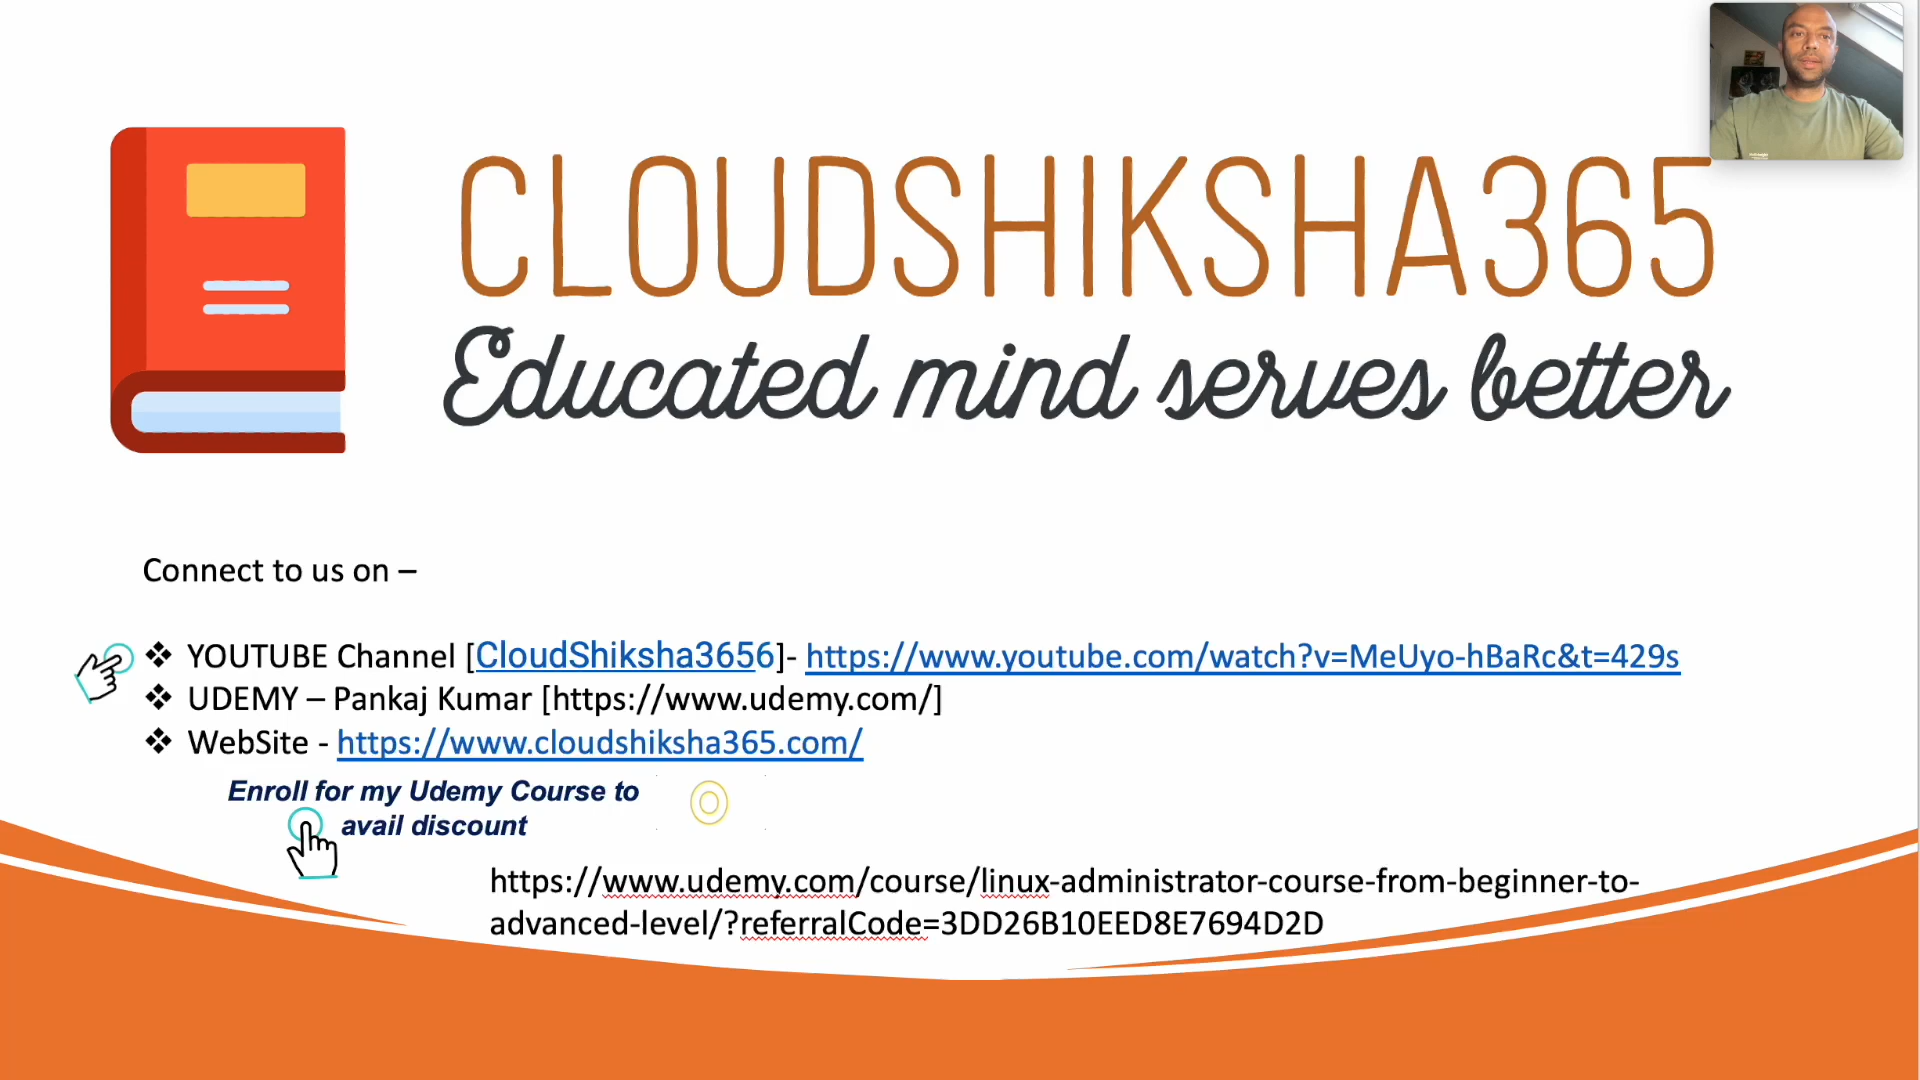 CLOUDSHIKSHA365
Educated mind serves better
Connect to us on –
❖ YOUTUBE Channel [CloudShiksha3656]- https://www.youtube.com/watch?v=MeUyo-hBaRc&t=429s
❖ UDEMY – Pankaj Kumar [https://www.udemy.com/]
❖ WebSite - https://www.cloudshiksha365.com/
Enroll for my Udemy Course to
avail discount
https://www.udemy.com/course/linux-administrator-course-from-beginner-to-
advanced-level/?referralCode=3DD26B10EED8E7694D2D